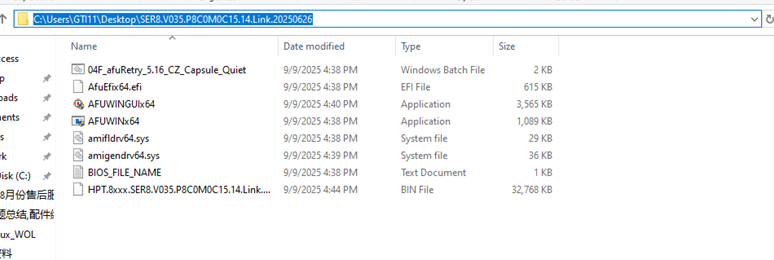 C:\Users\GTI11\Desktop\SER8.V035.P8C0M0C15.14.Link.20250626
Name Date modified Type Size
ccess
04F_afuRetry_5.16_CZ_Capsule_Quiet 9/9/2025 4:38 PM Windows Batch File 2 KB
p AfuEfix64.efi 9/9/2025 4:38 PM EFI File 615 KB
oads AFUWINGUIx64 9/9/2025 4:40 PM Application 3,565 KB
ments AFUWINx64 9/9/2025 4:38 PM Application 1,089 KB
s amifldrv64.sys 9/9/2025 4:38 PM System file 29 KB
rk amigendrv64.sys 9/9/2025 4:39 PM System file 36 KB
Disk (C:) BIOS_FILE_NAME 9/9/2025 4:38 PM Text Document 1 KB
8月份售后服 HPT.8xxx.SER8.V035.P8C0M0C15.14.Link.... 9/9/2025 4:44 PM BIN File 32,768 KB
题总结,配件
ux_WOL
资料